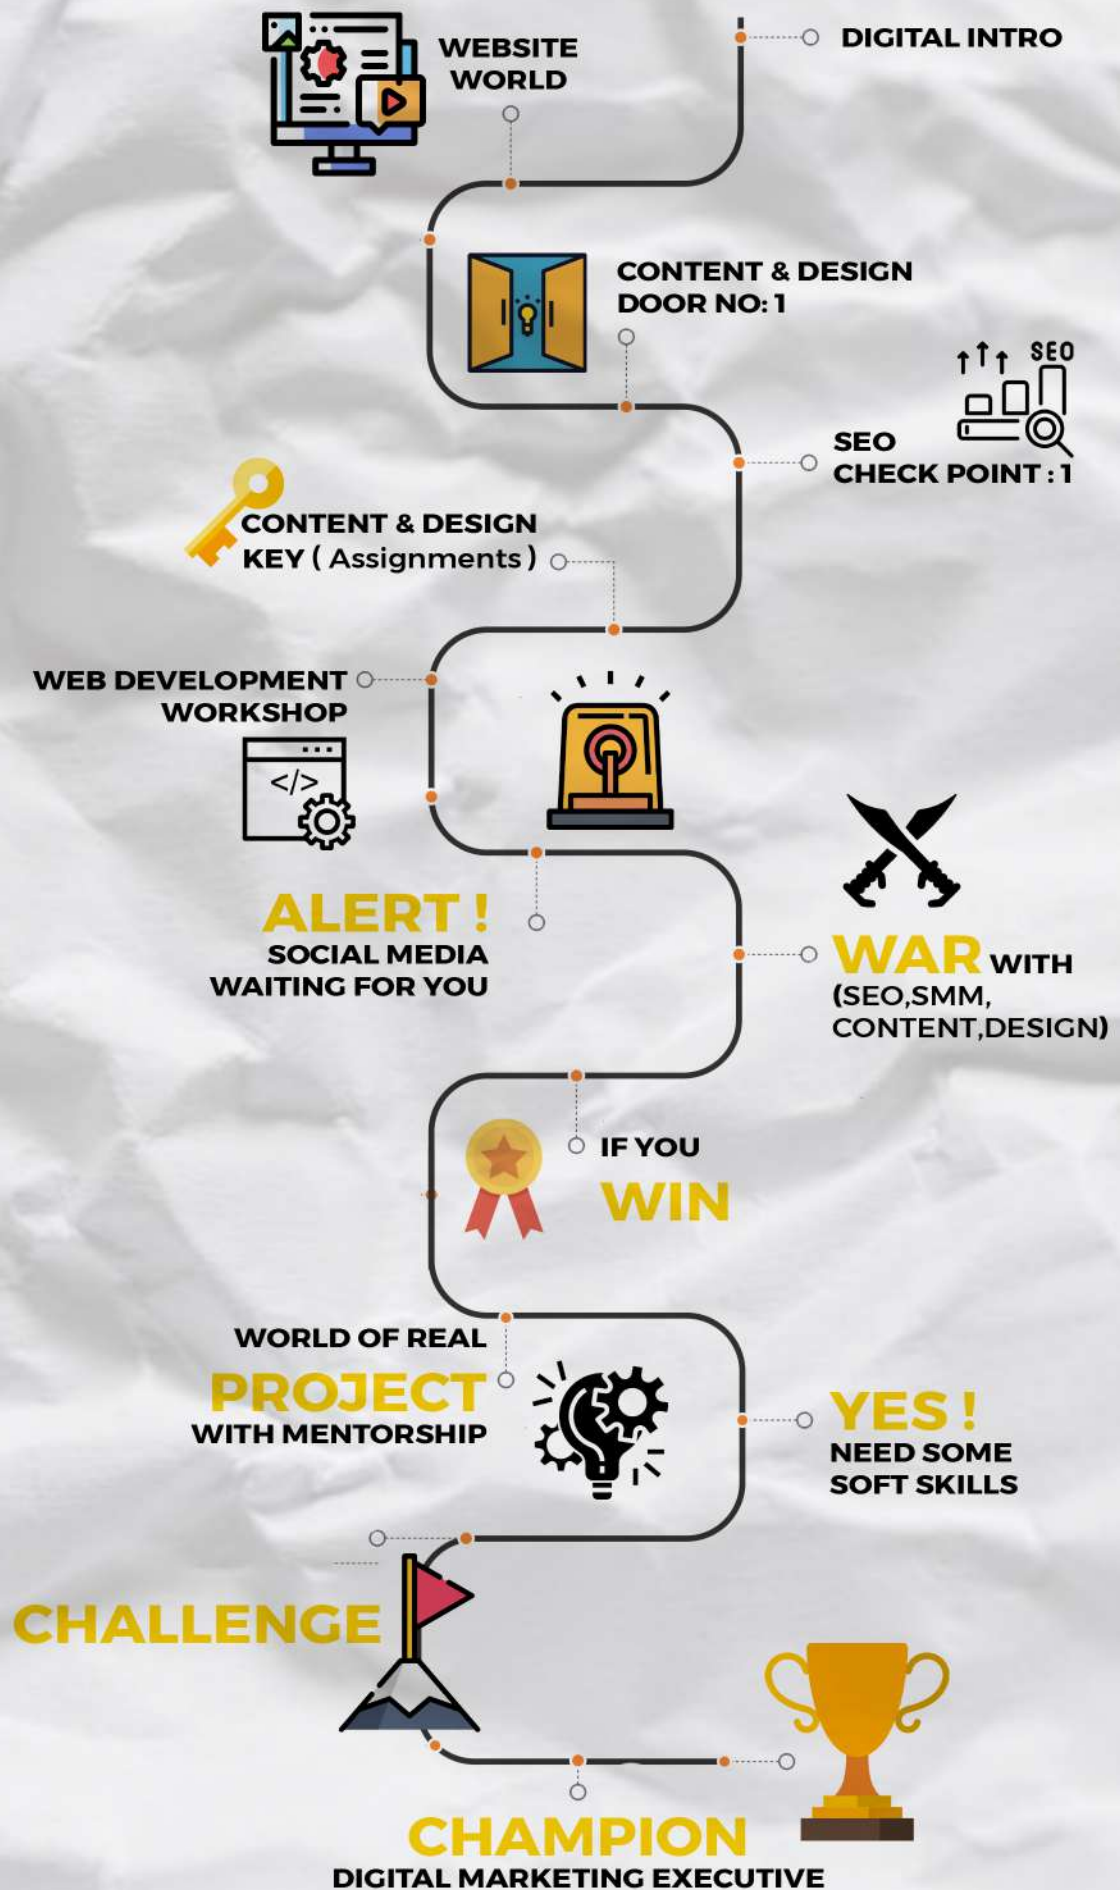 DIGITAL INTRO
WEBSITE
WORLD
CONTENT & DESIGN
DOOR NO: 1
SEO
SEO
CHECK POINT : 1
CONTENT & DESIGN
KEY ( Assignments )
WEB DEVELOPMENT
WORKSHOP
</>
ALERT !
SOCIAL MEDIA
WAITING FOR YOU
WAR WITH
(SEO,SMM,
CONTENT,DESIGN)
IF YOU
WIN
WORLD OF REAL
PROJECT
WITH MENTORSHIP
YES !
NEED SOME
SOFT SKILLS
CHALLENGE
CHAMPION
DIGITAL MARKETING EXECUTIVE